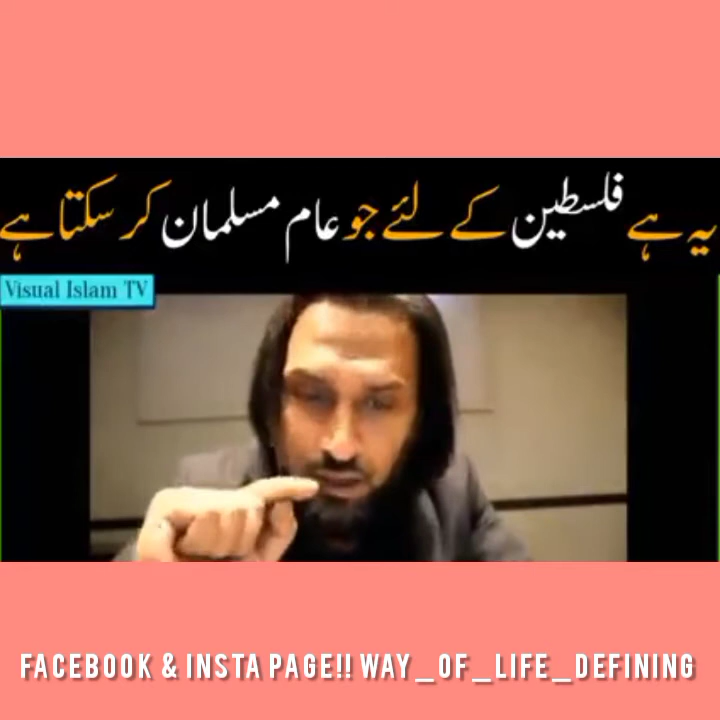 یہ ہے فلسطین کے لئے جو عام مسلمان کر سکتا ہے
Visual Islam TV
FACEBOOK & INSTA PAGE!! WAY_OF_LIFE_DEFINING